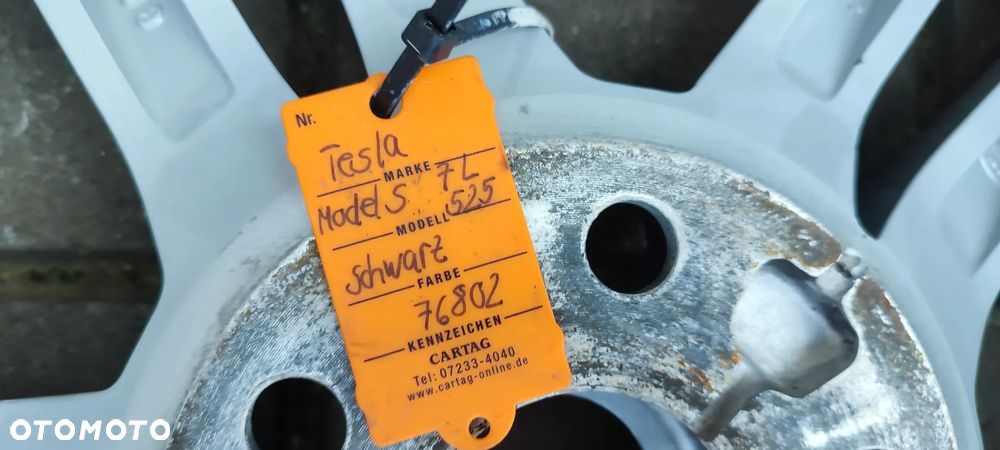 Nr.
Tesla
MARKE
Model S 7L
525
MODELL
schwarz
FARBE
76802
KENNZEICHEN
CARTAG
Tel: 07233-4040
www.cartag-online.de
OTOMOTO